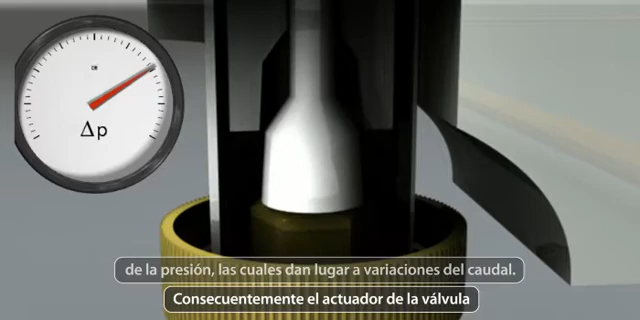 Δp
de la presión, las cuales dan lugar a variaciones del caudal.
Consecuentemente el actuador de la válvula